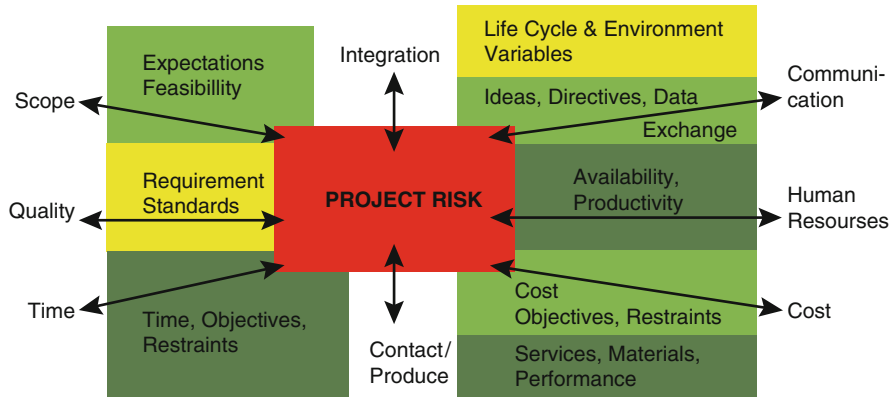 Expectations
Feasibillity
Scope
Requirement
Standards
Quality
Time
Time, Objectives,
Restraints
Integration
PROJECT RISK
Contact/
Produce
Life Cycle & Environment
Variables
Ideas, Directives, Data
Exchange
Communi-
cation
Availability,
Productivity
Human
Resourses
Cost
Objectives, Restraints
Cost
Services, Materials,
Performance